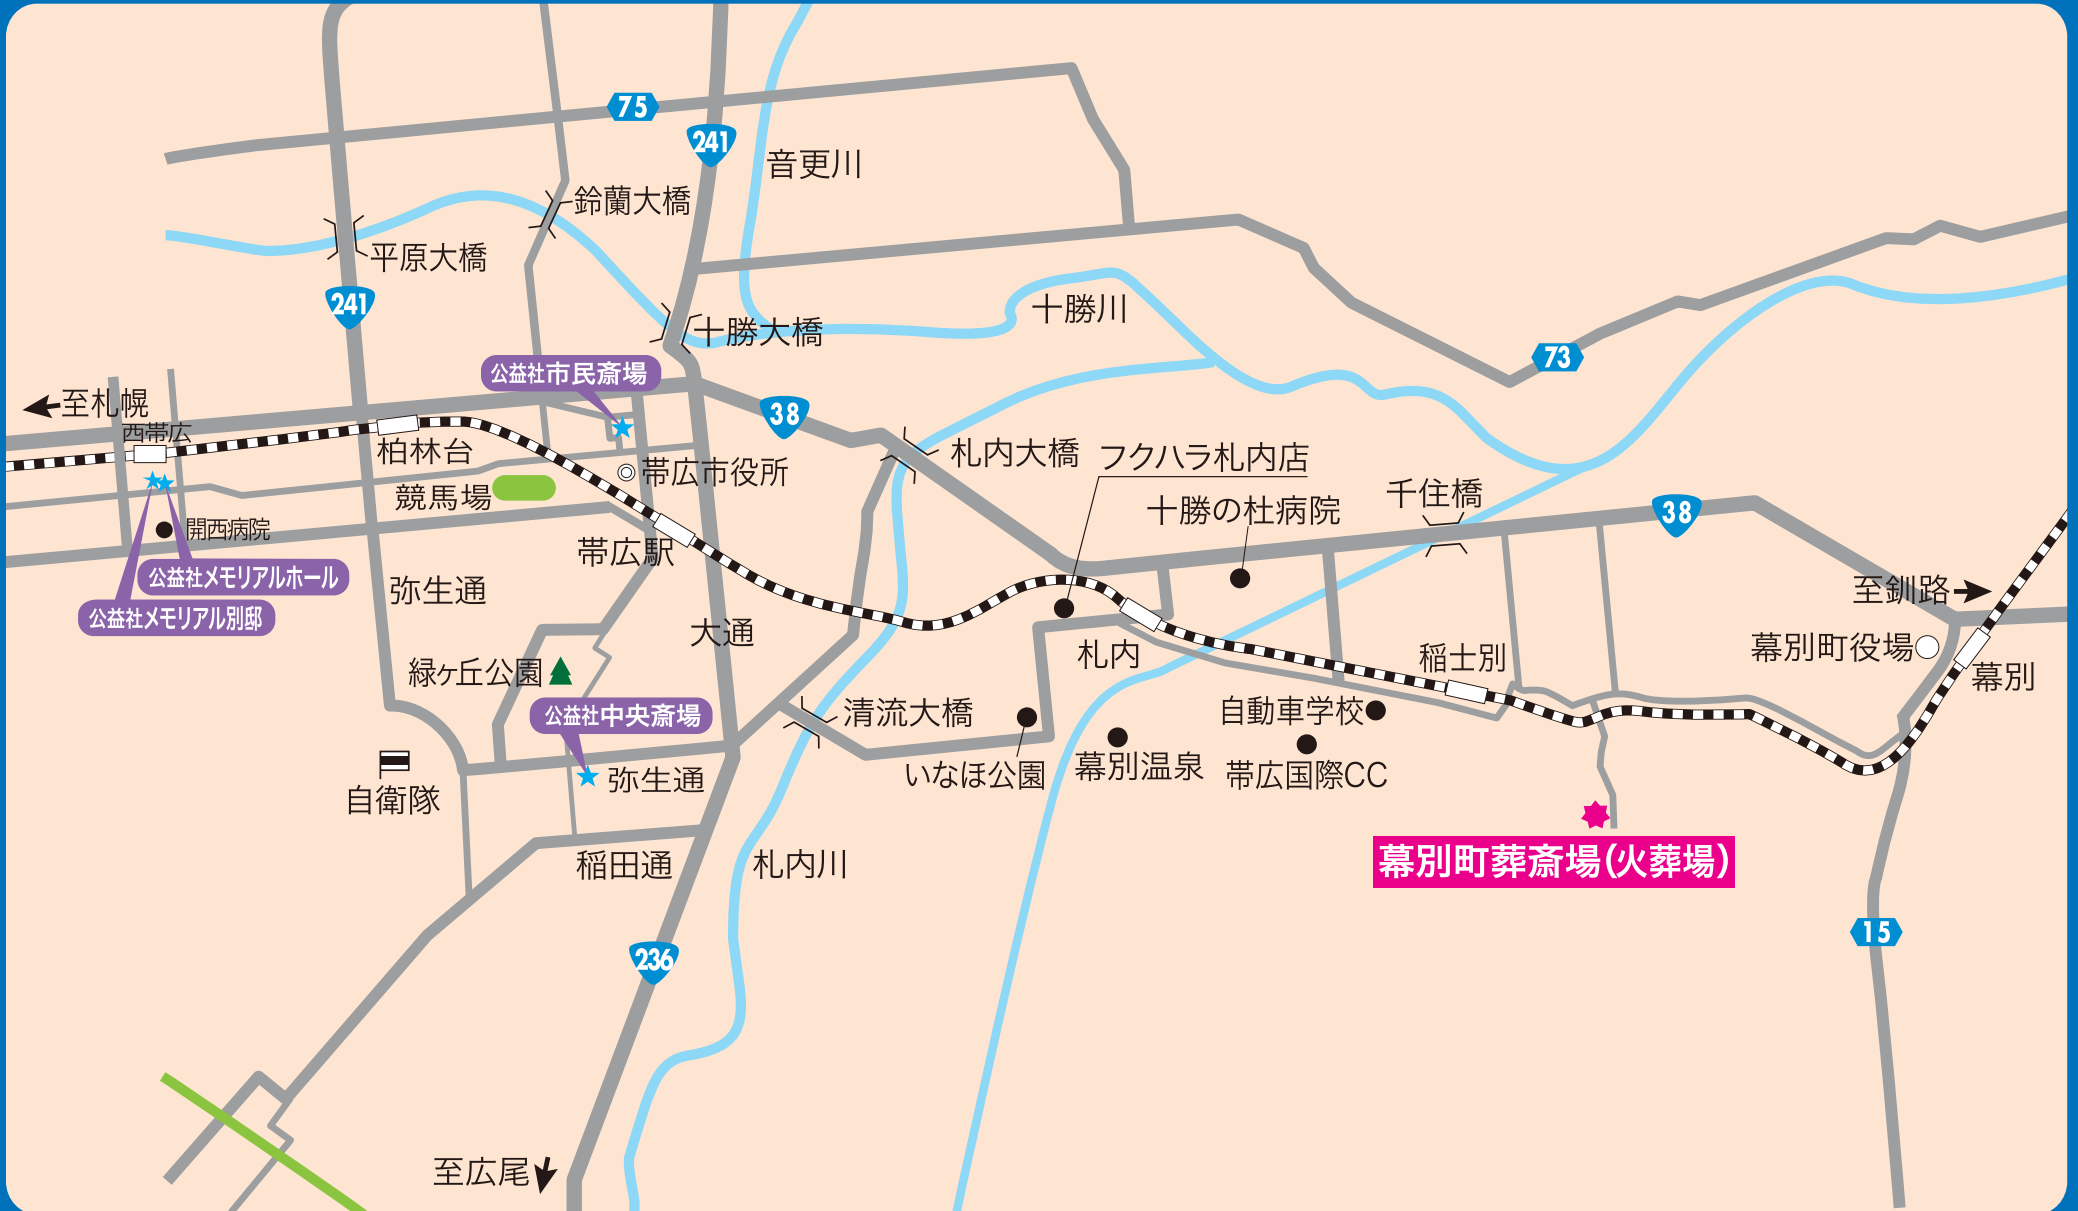 75
241
音更川
鈴蘭大橋
平原大橋
241
十勝川
十勝大橋
73
公益社市民斎場
至札幌
38
西帯広
柏林台
札内大橋
フクハラ札内店
帯広市役所
競馬場
千住橋
十勝の杜病院
38
開西病院
帯広駅
公益社メモリアルホール
弥生通
至釧路
公益社メモリアル別邸
大通
札内
幕別町役場
稲士別
緑ヶ丘公園
幕別
公益社中央斎場
清流大橋
自動車学校
いなほ公園
幕別温泉
帯広国際CC
弥生通
自衛隊
稲田通
札内川
幕別町葬斎場(火葬場)
15
236
至広尾